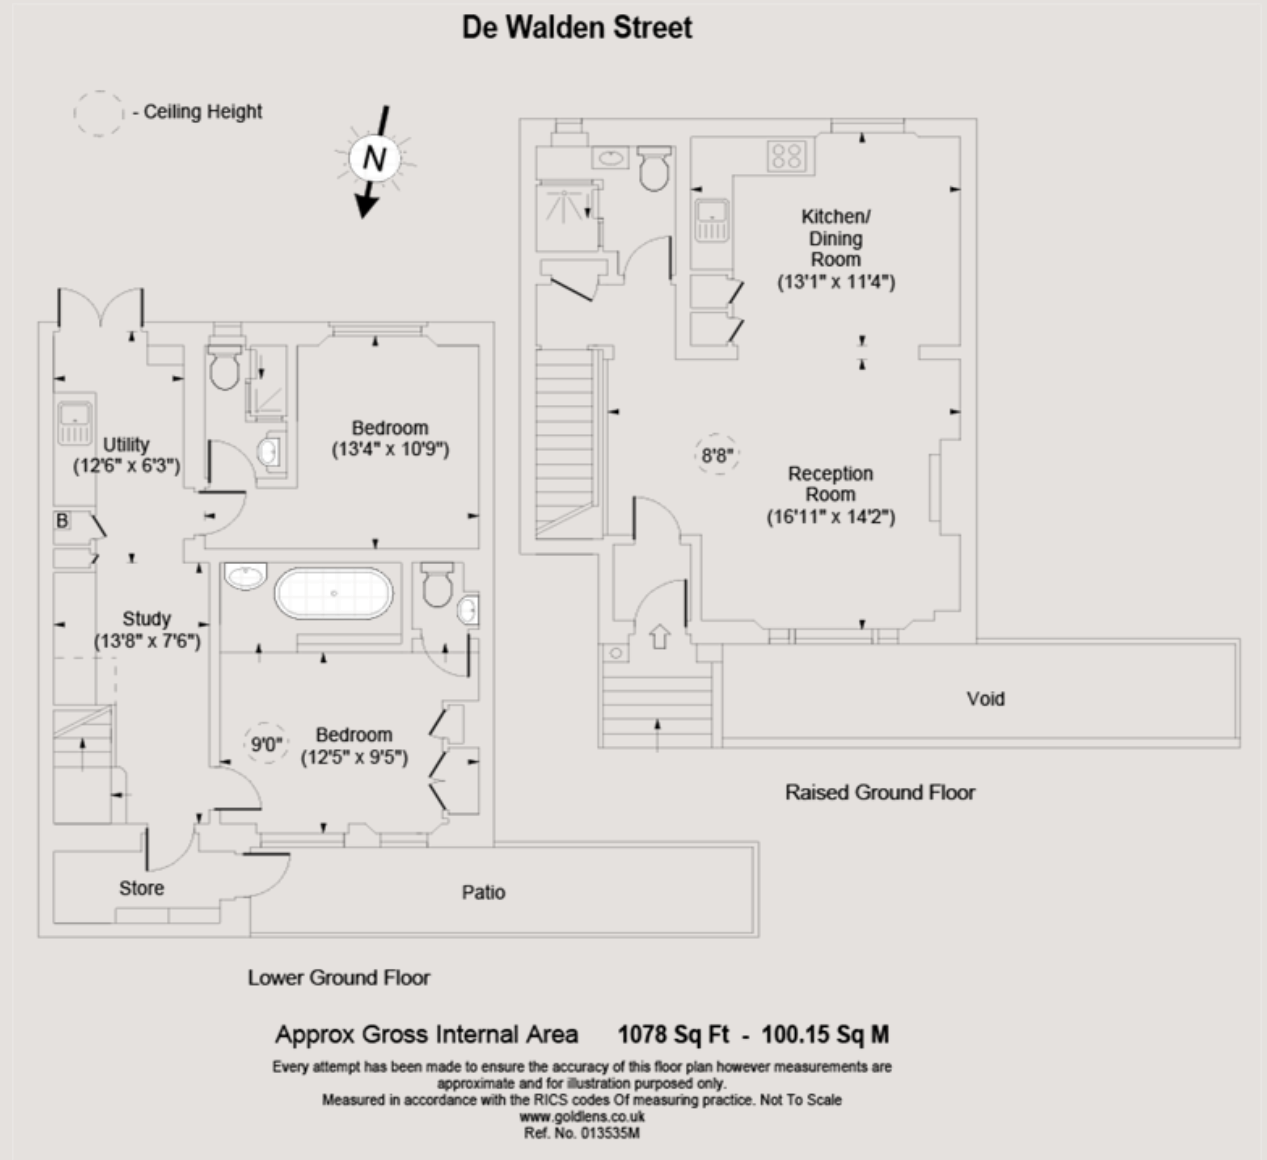 De Walden Street
- Ceiling Height
N
Kitchen/
Dining
Room
(13'1" x 11'4")
8'8"
Reception
Room
(16'11" x 14'2")
Void
Raised Ground Floor
Utility
(12'6" x 6'3")
B
Bedroom
(13'4" x 10'9")
Study
(13'8" x 7'6")
9'0"
Bedroom
(12'5" x 9'5")
Store
Patio
Lower Ground Floor
Approx Gross Internal Area 1078 Sq Ft - 100.15 Sq M
Every attempt has been made to ensure the accuracy of this floor plan however measurements are
approximate and for illustration purposed only.
Measured in accordance with the RICS codes Of measuring practice. Not To Scale
www.goldlens.co.uk
Ref. No. 013535M